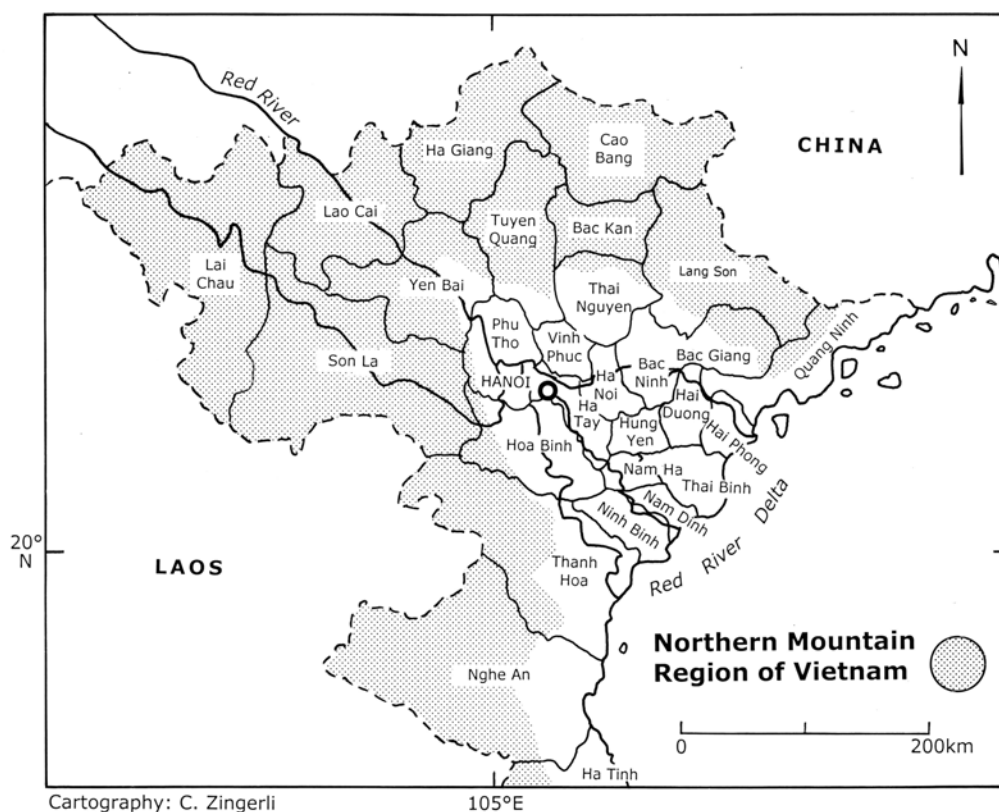 Red River
N
CHINA
Ha Giang
Cao
Bang
Lao Cai
Tuyen
Quang
Bac Kan
Lai
Chau
Yen Bai
Lang Son
Thai
Nguyen
Phu
Tho
Vinh
Phuc
Quang Ninh
Son La
Bac Giang
HANOI
Ha
Noi
Bac
Ninh
Hai
Duong
Ha
Tay
Hung
Yen
Hai Phong
Hoa Binh
Nam Ha
Thai Binh
Nam Dinh
Ninh Binh
Red River Delta
20°
N
LAOS
Thanh
Hoa
Northern Mountain
Region of Vietnam
Nghe An
0 200km
Ha Tinh
Cartography: C. Zingerli
105°E